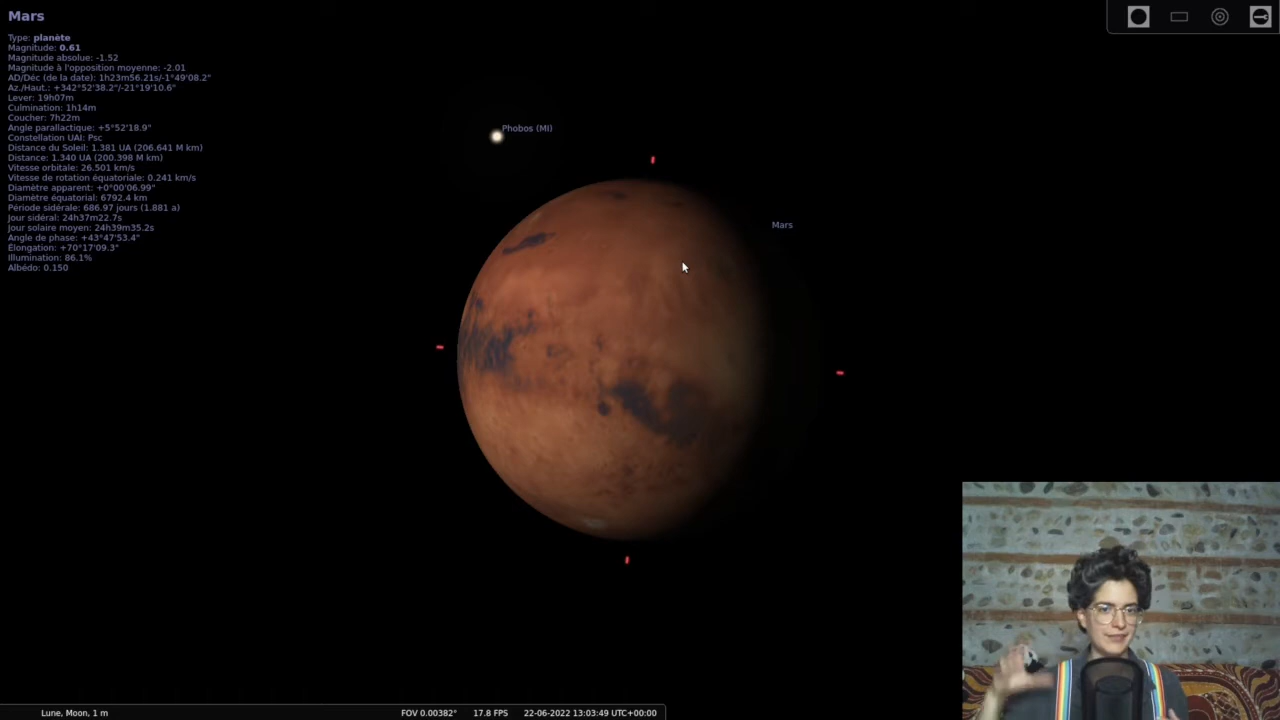 Mars
Type: planète
Magnitude: 0.61
Magnitude absolue: -1.52
Magnitude à l'opposition moyenne: -2.01
AD/Déc (de la date): 1h23m56.21s/-1°49'08.2"
Az./Haut.: +342°52'38.2"/-21°19'10.6"
Lever: 19h07m
Culmination: 1h14m
Coucher: 7h22m
Angle parallactique: +5°52'18.9"
Constellation UAI: Psc
Distance du Soleil: 1.381 UA (206.641 M km)
Distance: 1.340 UA (200.398 M km)
Vitesse orbitale: 26.501 km/s
Vitesse de rotation équatoriale: 0.241 km/s
Diamètre apparent: +0°00'06.99"
Diamètre équatorial: 6792.4 km
Période sidérale: 686.97 jours (1.881 a)
Jour sidéral: 24h37m22.7s
Jour solaire moyen: 24h39m35.2s
Angle de phase: +43°47'53.4"
Élongation: +70°17'09.3"
Illumination: 86.1%
Albédo: 0.150
Phobos (MI)
Mars
Lune, Moon, 1 m FOV 0.00382° 17.8 FPS 22-06-2022 13:03:49 UTC+00:00